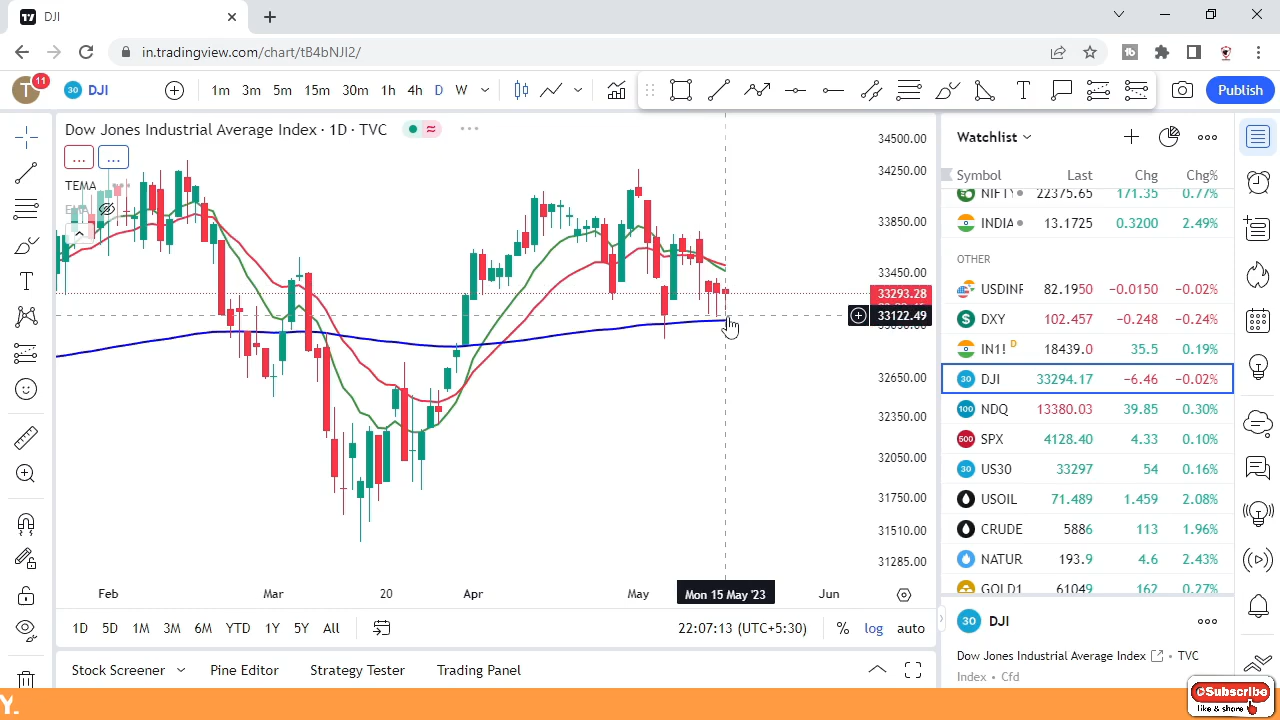 DJI
in.tradingview.com/chart/tB4bNJI2/
T 11 30 DJI 1m 3m 5m 15m 30m 1h 4h D W Publish
Dow Jones Industrial Average Index · 1D · TVC
... ...
TEMA
EMA
34500.00
34250.00
33850.00
33450.00
33293.28
33122.49
32650.00
32350.00
32050.00
31750.00
31510.00
31285.00
Feb Mar 20 Apr May Mon 15 May '23 Jun
1D 5D 1M 3M 6M YTD 1Y 5Y All 22:07:13 (UTC+5:30) % log auto
Stock Screener Pine Editor Strategy Tester Trading Panel
Watchlist
Symbol Last Chg Chg%
NIFTY 22375.65 171.35 0.77%
INDIA 13.1725 0.3200 2.49%
OTHER
USDINR 82.1950 −0.0150 −0.02%
DXY 102.457 −0.248 −0.24%
IN1! D 18439.0 35.5 0.19%
30 DJI 33294.17 −6.46 −0.02%
100 NDQ 13380.03 39.85 0.30%
500 SPX 4128.40 4.33 0.10%
30 US30 33297 54 0.16%
USOIL 71.489 1.459 2.08%
CRUDE 5886 113 1.96%
NATUR 193.9 4.6 2.43%
GOLD1 61049 162 0.27%
30 DJI
Dow Jones Industrial Average Index • TVC
Index • Cfd
Y.
Subscribe
like & share